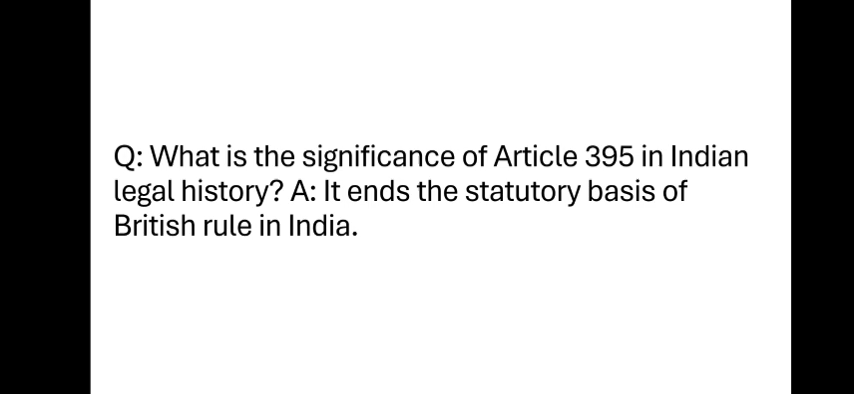 Q: What is the significance of Article 395 in Indian
legal history? A: It ends the statutory basis of
British rule in India.